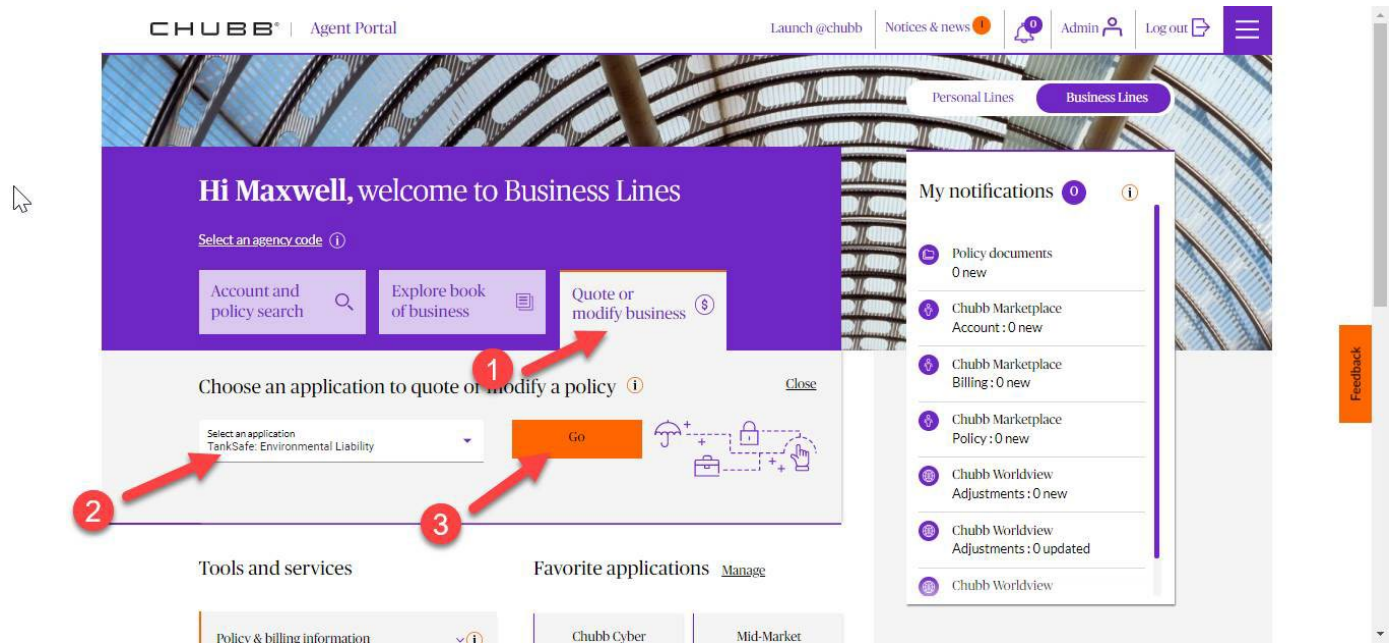 CHUBB® | Agent Portal
Launch @chubb
Notices & news !
0
Admin
Log out
Personal Lines
Business Lines
Hi Maxwell, welcome to Business Lines
Select an agency code i
Account and
policy search
Explore book
of business
Quote or
modify business
$
1
Choose an application to quote or modify a policy i
Close
Select an application
TankSafe: Environmental Liability
Go
2
3
Tools and services
Policy & billing information i
Favorite applications Manage
Chubb Cyber
Mid-Market
My notifications 0 i
Policy documents
0 new
Chubb Marketplace
Account : 0 new
Chubb Marketplace
Billing : 0 new
Chubb Marketplace
Policy : 0 new
Chubb Worldview
Adjustments : 0 new
Chubb Worldview
Adjustments : 0 updated
Chubb Worldview
Feedback